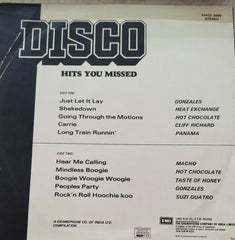 STEREO
DISCO
HITS YOU MISSED
SIDE ONE
Just Let It Lay GONZALES
Shakedown HEAT EXCHANGE
Going Through the Motions HOT CHOCOLATE
Carrie CLIFF RICHARD
Long Train Runnin' PANAMA
SIDE TWO
Hear Me Calling MACHO
Mindless Boogie HOT CHOCOLATE
Boogie Woogie Woogie TASTE OF HONEY
Peoples Party GONZALES
Rock'n Roll Hoochie koo SUZI QUATRO
A GRAMOPHONE CO. OF INDIA LTD.
COMPILATION
EMI